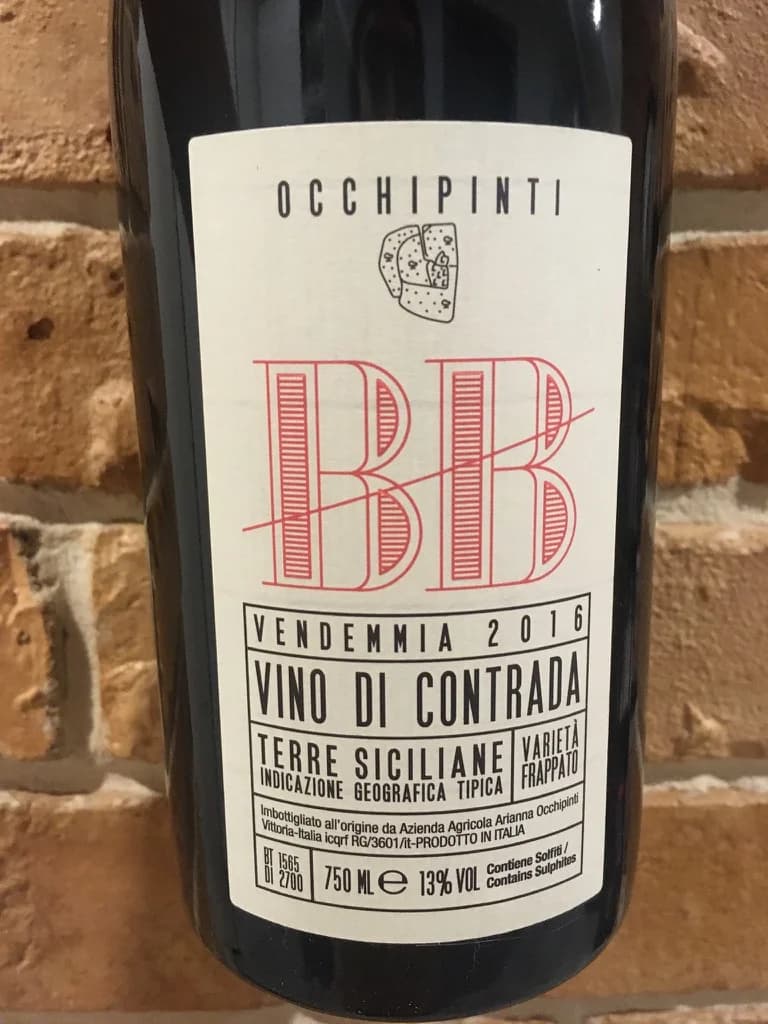 OCCHIPINTI
BB
VENDEMMIA 2016
VINO DI CONTRADA
TERRE SICILIANE
INDICAZIONE GEOGRAFICA TIPICA
VARIETÀ
FRAPPATO
Imbottigliato all'origine da Azienda Agricola Arianna Occhipinti
Vittoria-Italia icqrf RG/3601/it-PRODOTTO IN ITALIA
BT 1565
DI 2700
750 ML ℮ 13% VOL
Contiene Solfiti /
Contains Sulphites